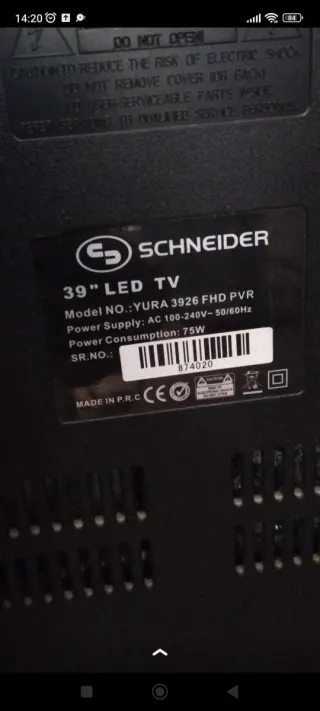 14:20
84
DO NOT OPEN!
CAUTION:TO REDUCE THE RISK OF ELECTRIC SHOCK
DO NOT REMOVE COVER (OR BACK)
NO USER-SERVICEABLE PARTS INSIDE
REFER SERVICING TO QUALIFIED SERVICE PERSONNEL
SCHNEIDER
39" LED TV
Model NO.:YURA 3926 FHD PVR
Power Supply: AC 100-240V~ 50/60Hz
Power Consumption: 75W
SR.NO.:
874020
MADE IN P.R.C
CE
CAUTION